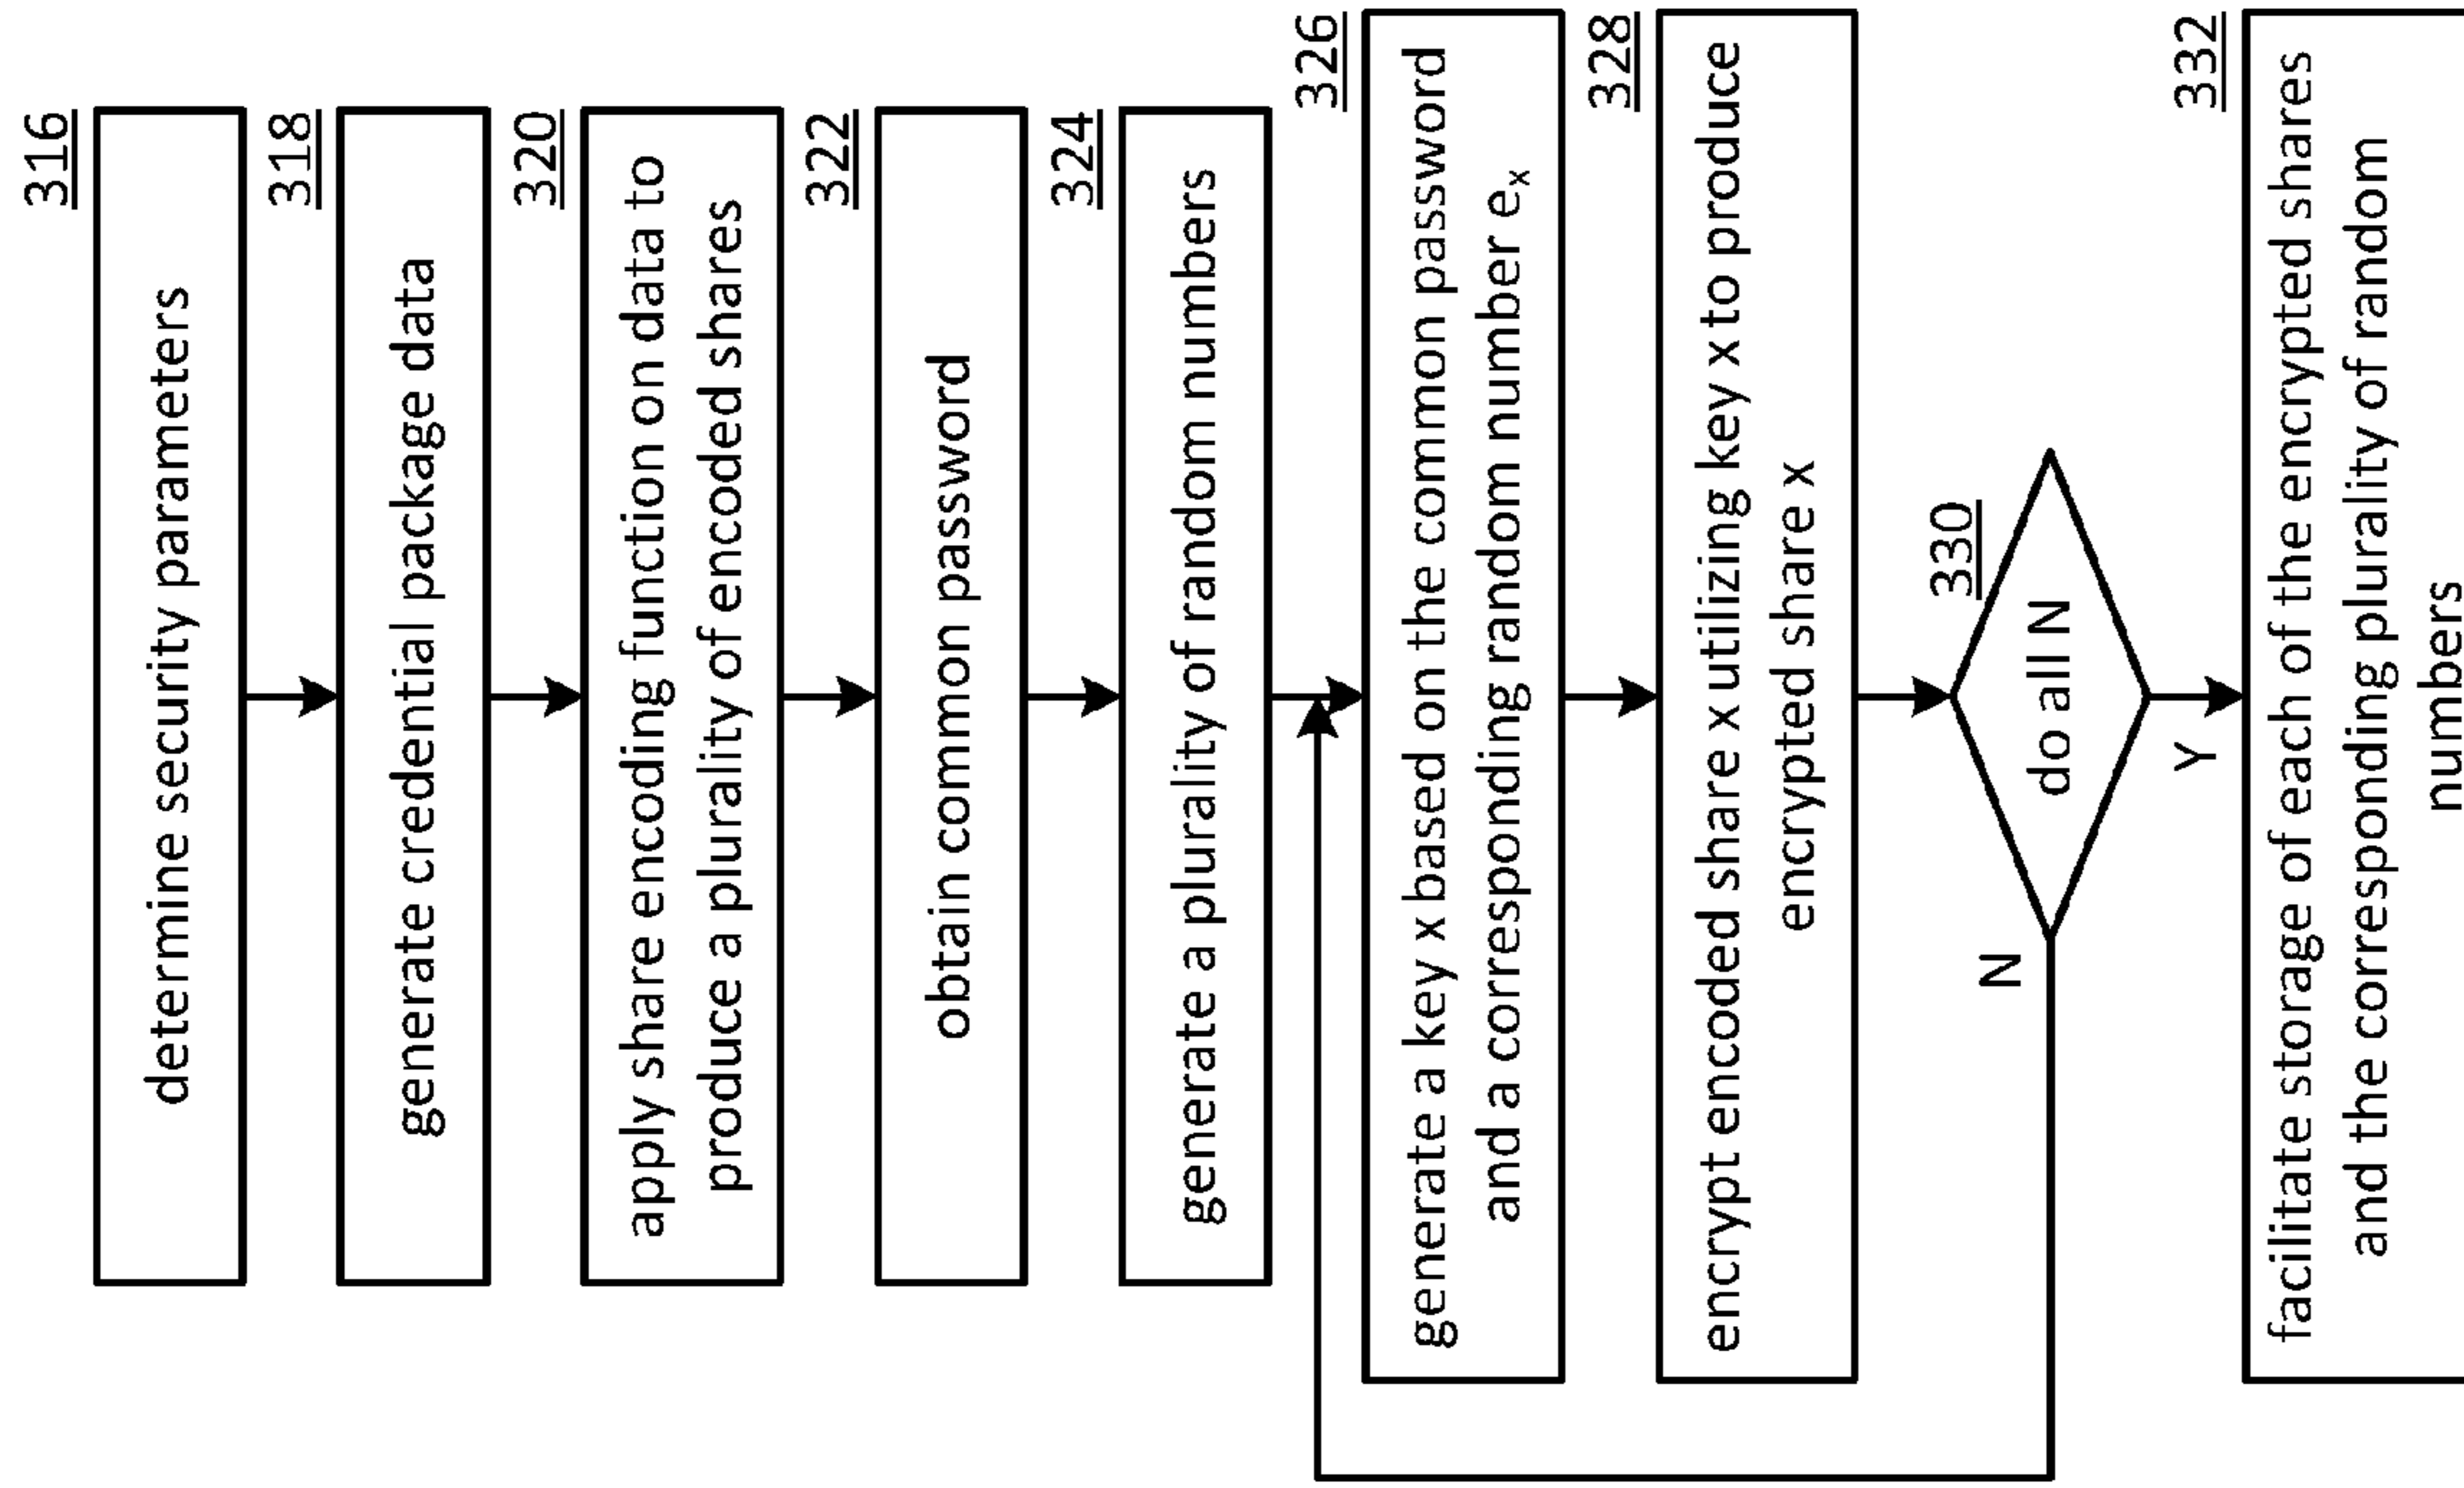 316
determine security parameters
318
generate credential package data
320
apply share encoding function on data to
produce a plurality of encoded shares
322
obtain common password
324
generate a plurality of random numbers
326
generate a key x based on the common password
and a corresponding random number eₓ
328
encrypt encoded share x utilizing key x to produce
encrypted share x
330
do all N
N
Y
332
facilitate storage of each of the encrypted shares
and the corresponding plurality of random
numbers